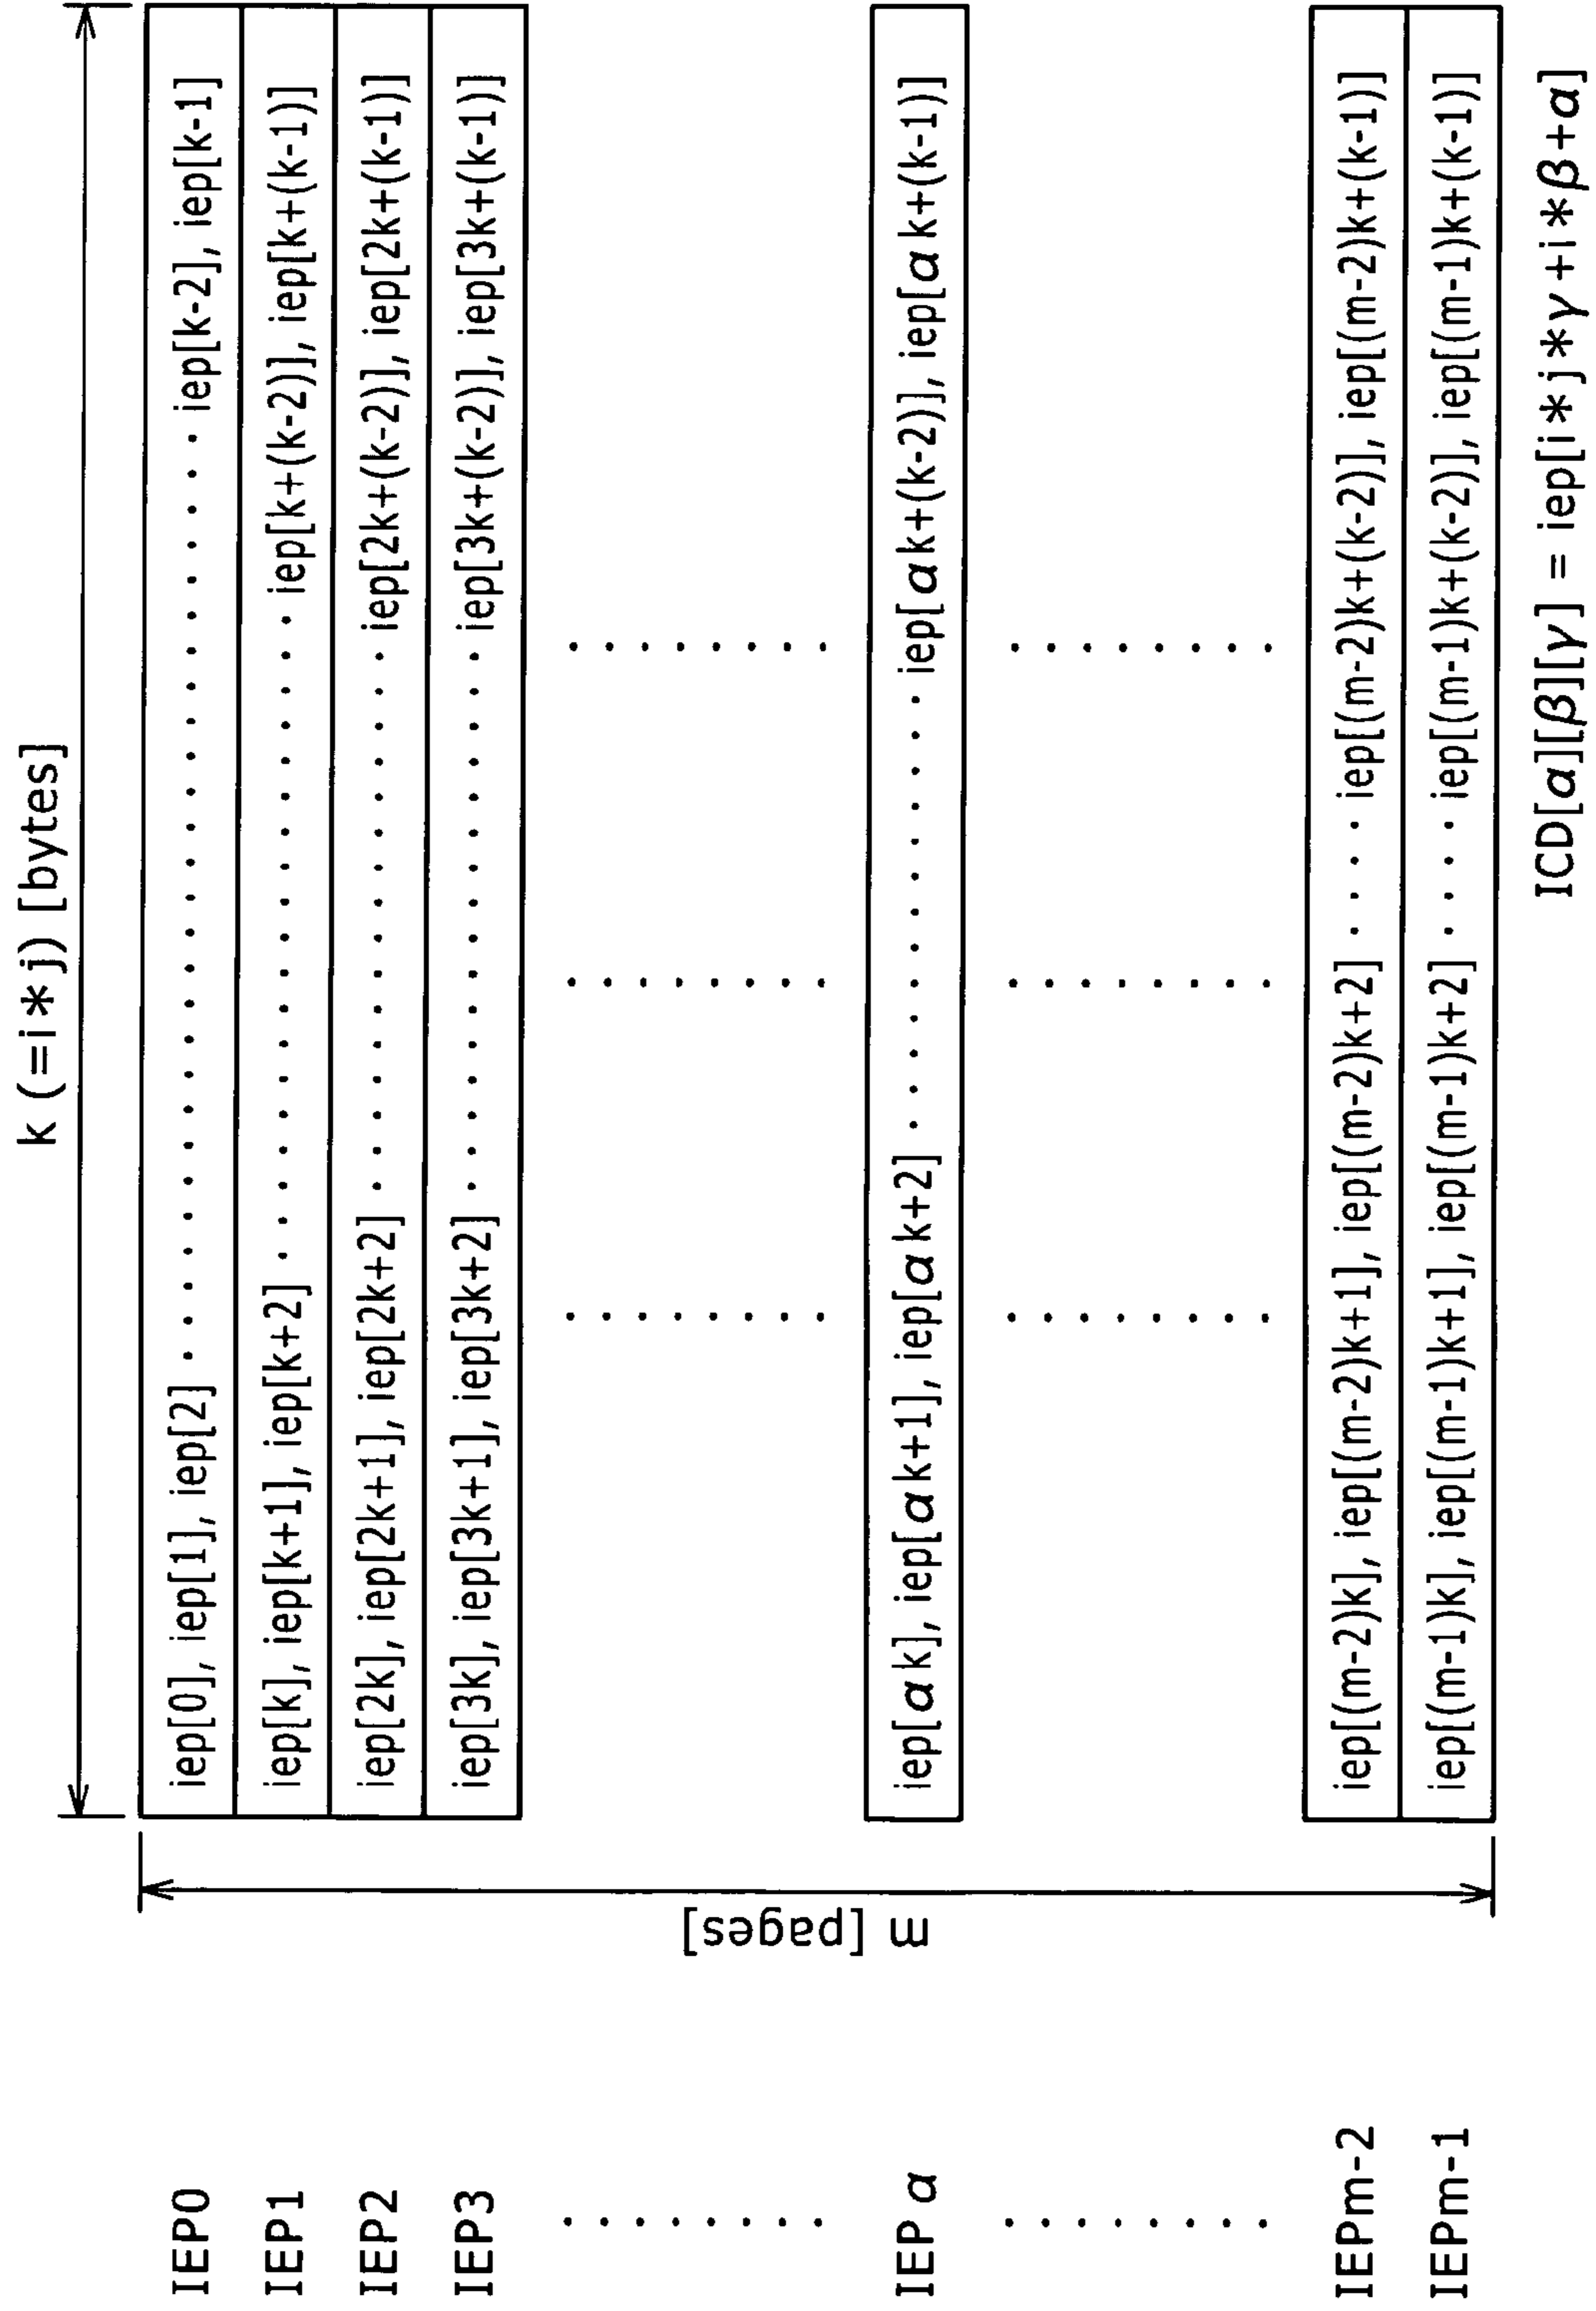 k (=i*j) [bytes]
IEP0 iep[0], iep[1], iep[2] · · · · · iep[k-2], iep[k-1]
IEP1 iep[k], iep[k+1], iep[k+2] · · · · · iep[k+(k-2)], iep[k+(k-1)]
IEP2 iep[2k], iep[2k+1], iep[2k+2] · · · · · iep[2k+(k-2)], iep[2k+(k-1)]
IEP3 iep[3k], iep[3k+1], iep[3k+2] · · · · · iep[3k+(k-2)], iep[3k+(k-1)]
m [pages]
IEP α iep[αk], iep[αk+1], iep[αk+2] · · · · · iep[αk+(k-2)], iep[αk+(k-1)]
IEPm-2 iep[(m-2)k], iep[(m-2)k+1], iep[(m-2)k+2] · · · · iep[(m-2)k+(k-2)], iep[(m-2)k+(k-1)]
IEPm-1 iep[(m-1)k], iep[(m-1)k+1], iep[(m-1)k+2] · · · · iep[(m-1)k+(k-2)], iep[(m-1)k+(k-1)]
ICD[α][β][γ] = iep[i*j*γ+i*β+α]